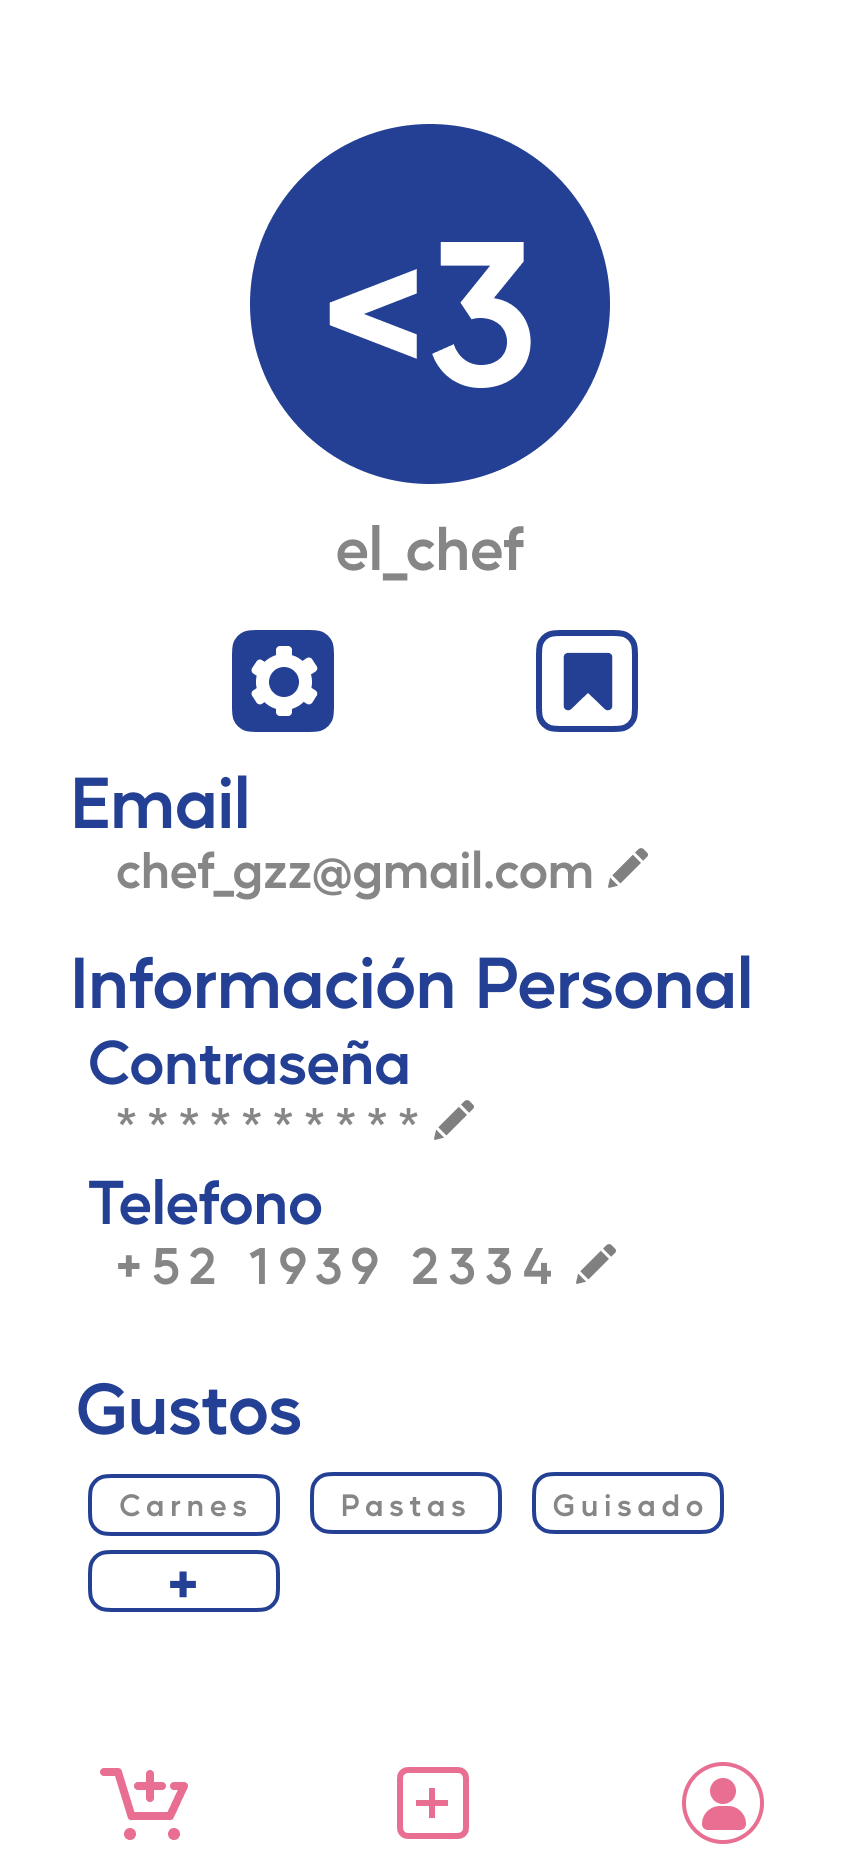 <3
el_chef
Email
chef_gzz@gmail.com
Información Personal
Contraseña
**********
Telefono
+52 1939 2334
Gustos
Carnes Pastas Guisado
+